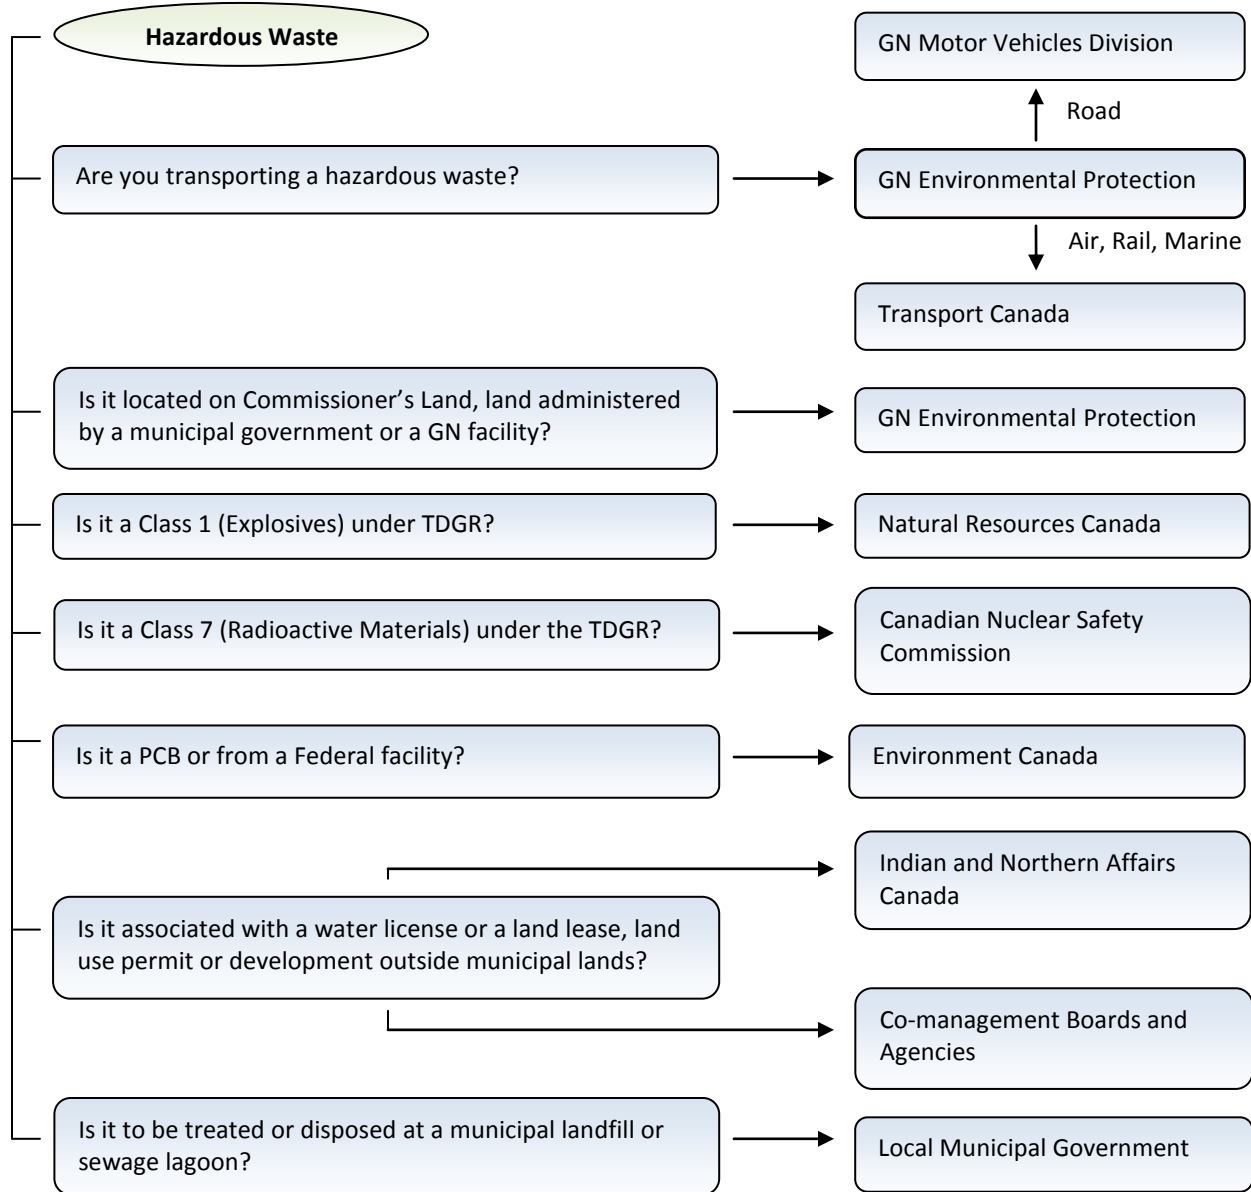 Hazardous Waste
GN Motor Vehicles Division
Road
Are you transporting a hazardous waste?
GN Environmental Protection
Air, Rail, Marine
Transport Canada
Is it located on Commissioner’s Land, land administered
by a municipal government or a GN facility?
GN Environmental Protection
Is it a Class 1 (Explosives) under TDGR?
Natural Resources Canada
Is it a Class 7 (Radioactive Materials) under the TDGR?
Canadian Nuclear Safety
Commission
Is it a PCB or from a Federal facility?
Environment Canada
Indian and Northern Affairs
Canada
Is it associated with a water license or a land lease, land
use permit or development outside municipal lands?
Co-management Boards and
Agencies
Is it to be treated or disposed at a municipal landfill or
sewage lagoon?
Local Municipal Government